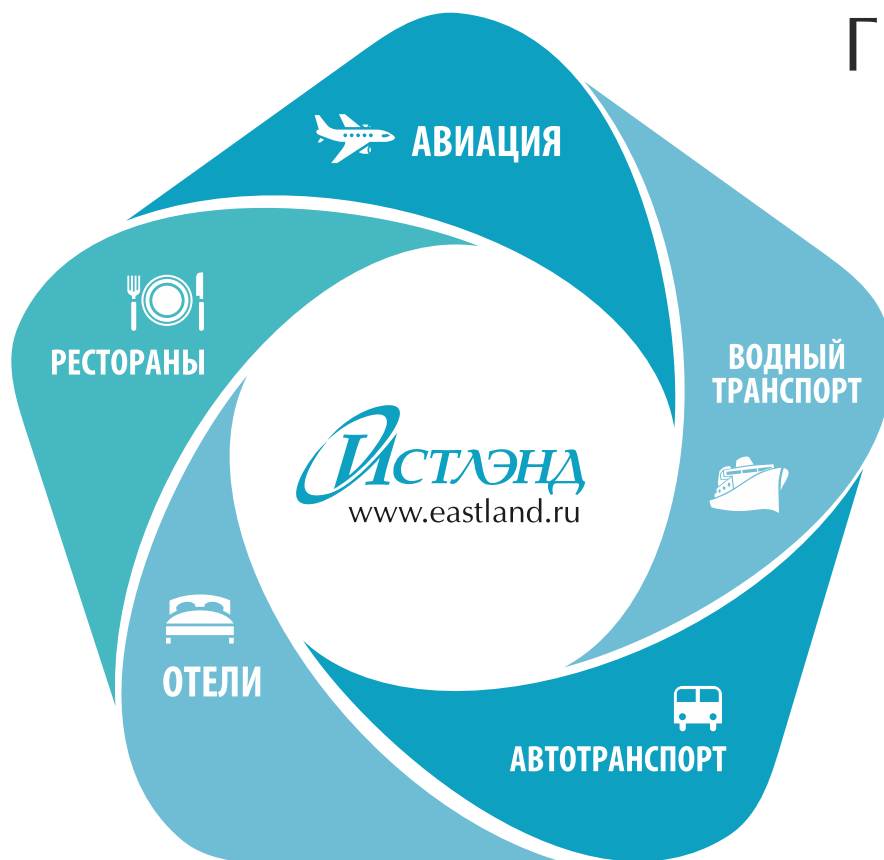 Г
АВИАЦИЯ
РЕСТОРАНЫ
ВОДНЫЙ
ТРАНСПОРТ
Истлэнд
www.eastland.ru
ОТЕЛИ
АВТОТРАНСПОРТ